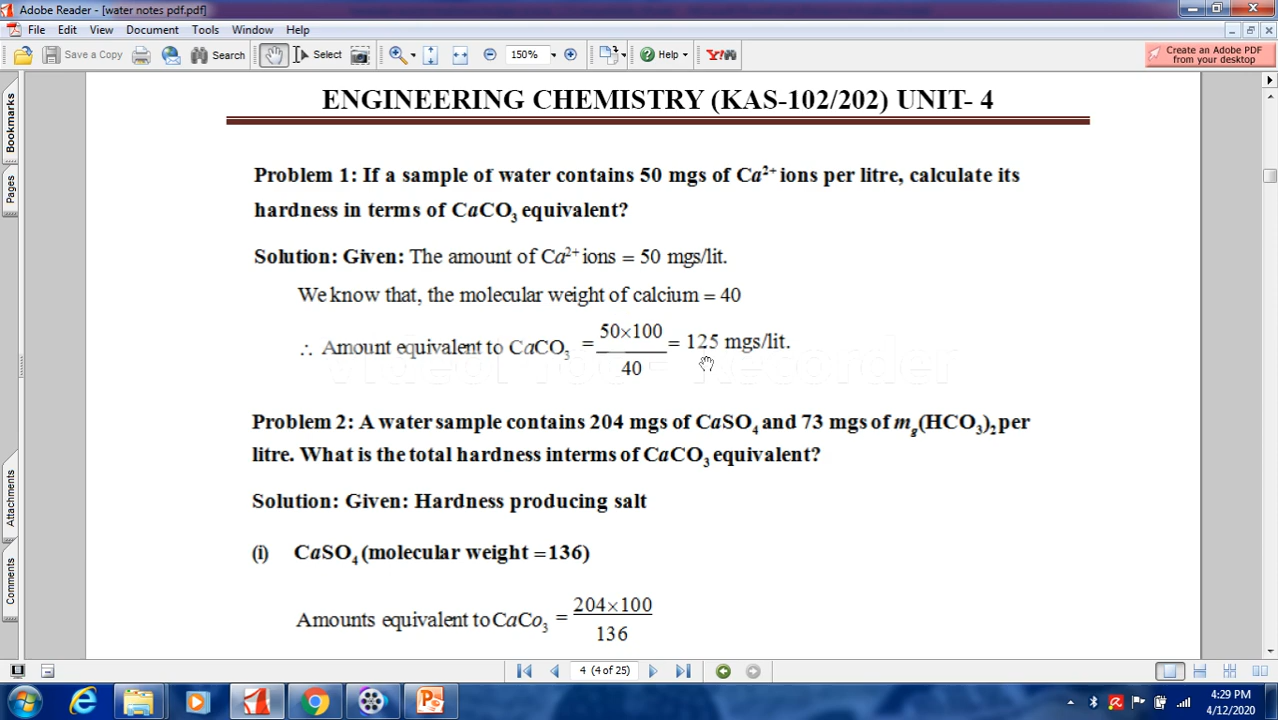 Adobe Reader - [water notes pdf.pdf]
File Edit View Document Tools Window Help
Save a Copy Search Select 150% Help Y! Create an Adobe PDF from your desktop
Bookmarks
Pages
Attachments
Comments
ENGINEERING CHEMISTRY (KAS-102/202) UNIT- 4
Problem 1: If a sample of water contains 50 mgs of Ca²⁺ ions per litre, calculate its
hardness in terms of CaCO₃ equivalent?
Solution: Given: The amount of Ca²⁺ ions = 50 mgs/lit.
We know that, the molecular weight of calcium = 40
∴ Amount equivalent to CaCO₃ = 50×100 / 40 = 125 mgs/lit.
Problem 2: A water sample contains 204 mgs of CaSO₄ and 73 mgs of mg(HCO₃)₂ per
litre. What is the total hardness interms of CaCO₃ equivalent?
Solution: Given: Hardness producing salt
(i) CaSO₄ (molecular weight =136)
Amounts equivalent to CaCo₃ = 204×100 / 136
4 (4 of 25)
4:29 PM
4/12/2020